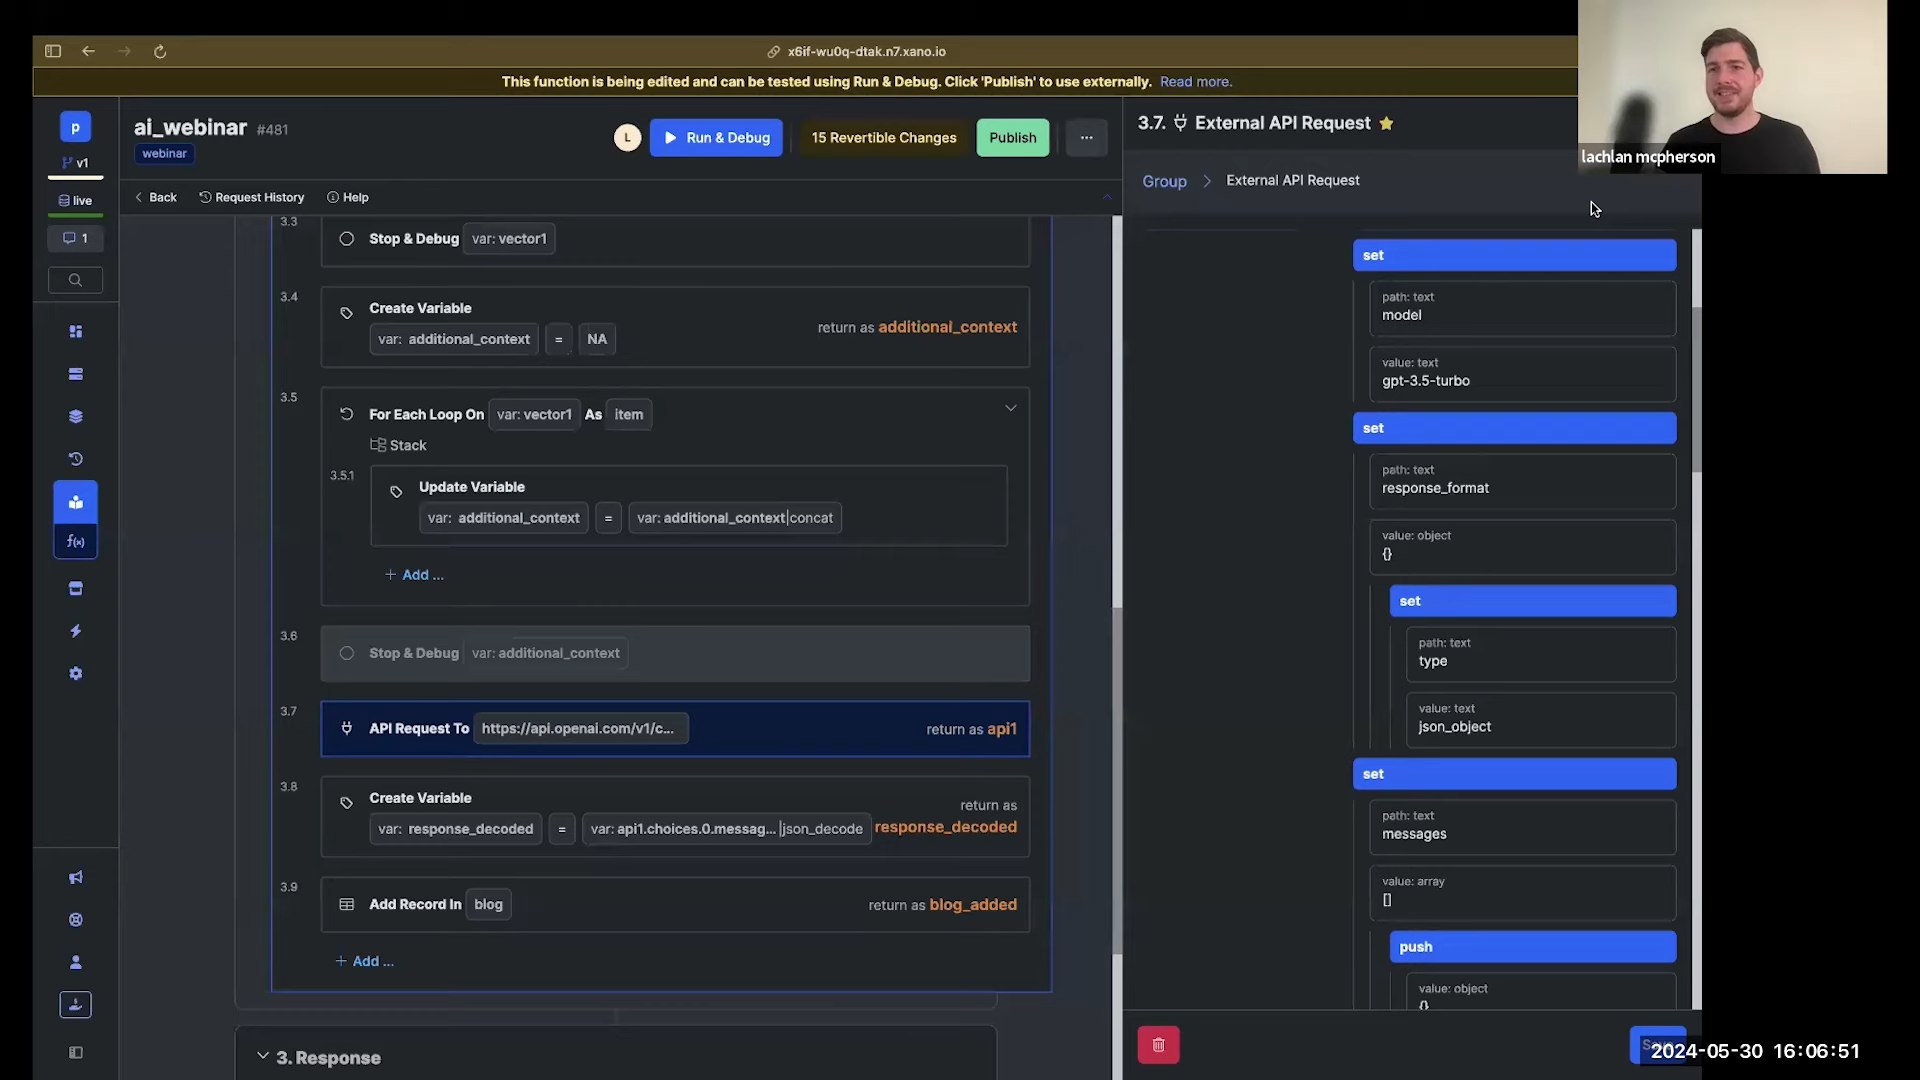 x6if-wu0q-dtak.n7.xano.io
This function is being edited and can be tested using Run & Debug. Click 'Publish' to use externally. Read more.
p
v1
live
1
ai_webinar #481
webinar
L
Run & Debug
15 Revertible Changes
Publish
...
Back
Request History
Help
3.3
Stop & Debug var: vector1
3.4
Create Variable
var: additional_context = NA
return as additional_context
3.5
For Each Loop On var: vector1 As item
Stack
3.5.1
Update Variable
var: additional_context = var: additional_context|concat
+ Add ...
3.6
Stop & Debug var: additional_context
3.7
API Request To https://api.openai.com/v1/c...
return as api1
3.8
Create Variable
var: response_decoded = var: api1.choices.0.messag... |json_decode
return as
response_decoded
3.9
Add Record In blog
return as blog_added
+ Add ...
3. Response
f(x)
3.7. External API Request
Group > External API Request
lachlan mcpherson
set
path: text
model
value: text
gpt-3.5-turbo
set
path: text
response_format
value: object
{}
set
path: text
type
value: text
json_object
set
path: text
messages
value: array
[]
push
value: object
{}
2024-05-30 16:06:51